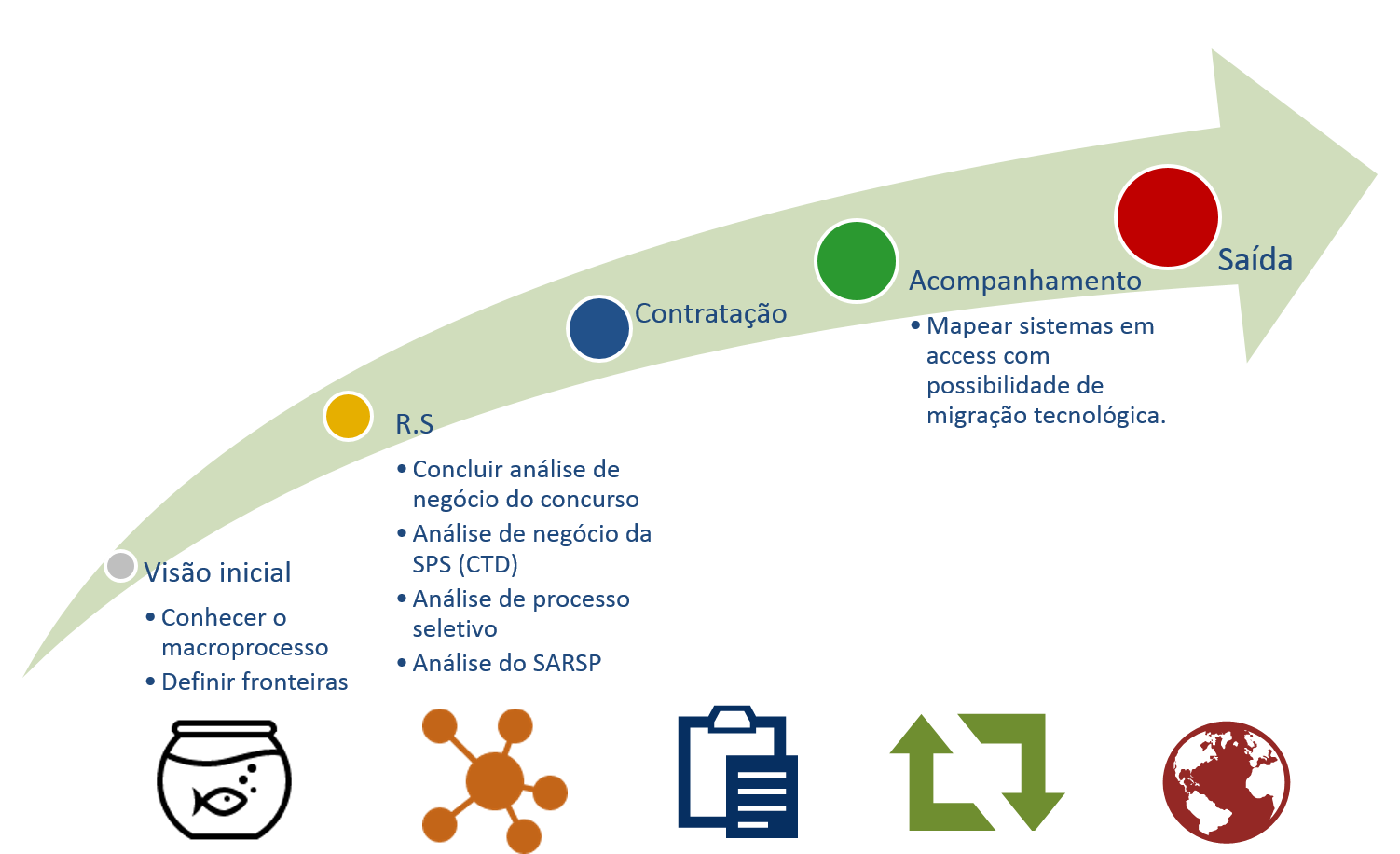 Visão inicial
• Conhecer o
macroprocesso
• Definir fronteiras
R.S
• Concluir análise de
negócio do concurso
• Análise de negócio da
SPS (CTD)
• Análise de processo
seletivo
• Análise do SARSP
Contratação
Acompanhamento
• Mapear sistemas em
access com
possibilidade de
migração tecnológica.
Saída